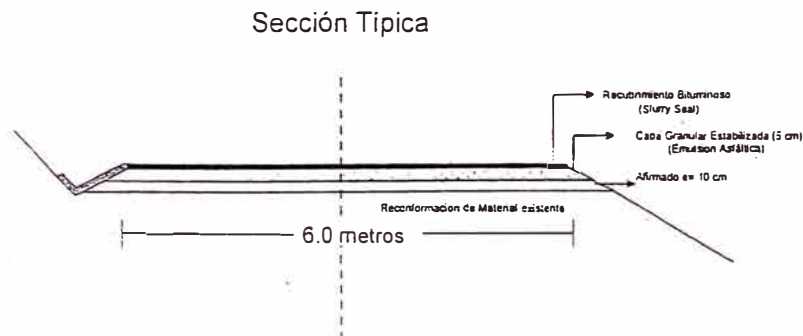 Sección Típica
Recubrimiento Bituminoso
(Slurry Seal)
Capa Granular Estabilizada (5 cm)
(Emulsion Asfáltica)
Afirmado e= 10 cm
Reconformacion de Material existente
6.0 metros